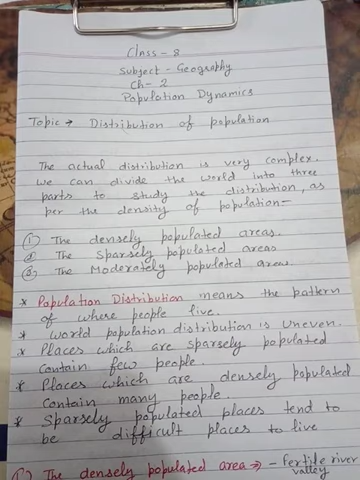 Class - 8
Subject - Geography
Ch - 2
Population Dynamics
Topic → Distribution of population
The actual distribution is very complex.
We can divide the world into three
parts to study the distribution, as
per the density of population-
① The densely populated areas.
② The Sparsely populated areas
③ The Moderately populated area.
* Population Distribution means the pattern
of where people live.
* World population distribution is uneven.
* Places which are sparsely populated
contain few people.
* Places which are densely populated
contain many people.
* Sparsely populated places tend to
be difficult places to live
The densely populated area → - fertile river
valley